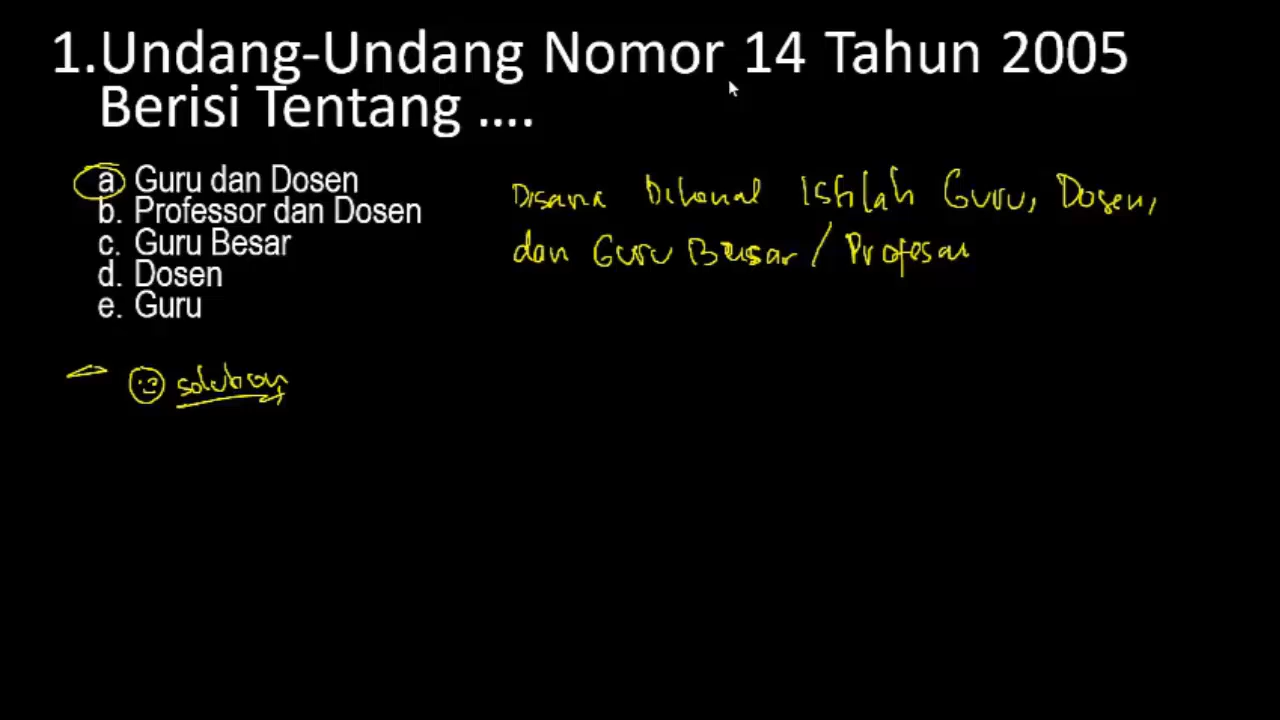 1.Undang-Undang Nomor 14 Tahun 2005
Berisi Tentang ....
a Guru dan Dosen
b. Professor dan Dosen
c. Guru Besar
d. Dosen
e. Guru
Disana Dikenal Istilah Guru, Dosen,
dan Guru Besar / Profesor
solution